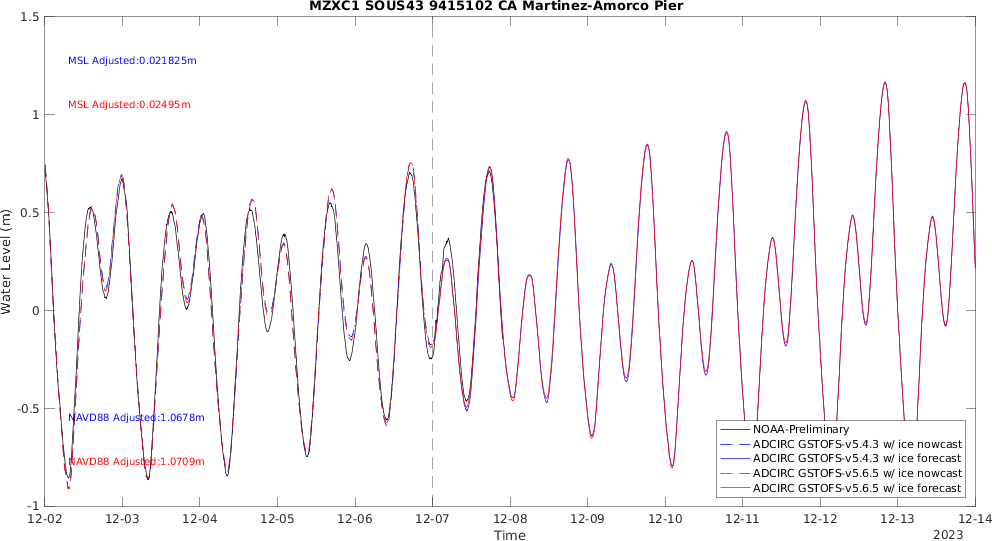 MZXC1 SOUS43 9415102 CA Martinez-Amorco Pier
1.5
MSL Adjusted:0.021825m
MSL Adjusted:0.02495m
1
0.5
Water Level (m)
0
-0.5
NAVD88 Adjusted:1.0678m
NAVD88 Adjusted:1.0709m
NOAA-Preliminary
ADCIRC GSTOFS-v5.4.3 w/ ice nowcast
ADCIRC GSTOFS-v5.4.3 w/ ice forecast
ADCIRC GSTOFS-v5.6.5 w/ ice nowcast
ADCIRC GSTOFS-v5.6.5 w/ ice forecast
-1
12-02 12-03 12-04 12-05 12-06 12-07 12-08 12-09 12-10 12-11 12-12 12-13 12-14
Time
2023